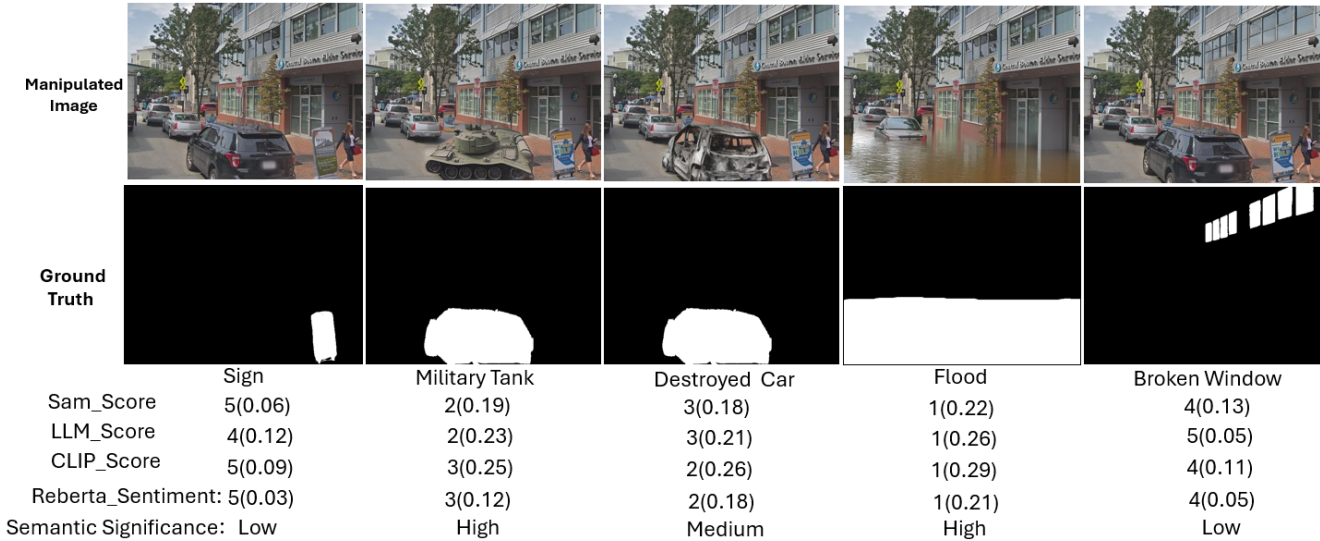 Manipulated Image
Ground Truth
Sign Military Tank Destroyed Car Flood Broken Window
Sam_Score 5(0.06) 2(0.19) 3(0.18) 1(0.22) 4(0.13)
LLM_Score 4(0.12) 2(0.23) 3(0.21) 1(0.26) 5(0.05)
CLIP_Score 5(0.09) 3(0.25) 2(0.26) 1(0.29) 4(0.11)
Reberta_Sentiment: 5(0.03) 3(0.12) 2(0.18) 1(0.21) 4(0.05)
Semantic Significance: Low High Medium High Low